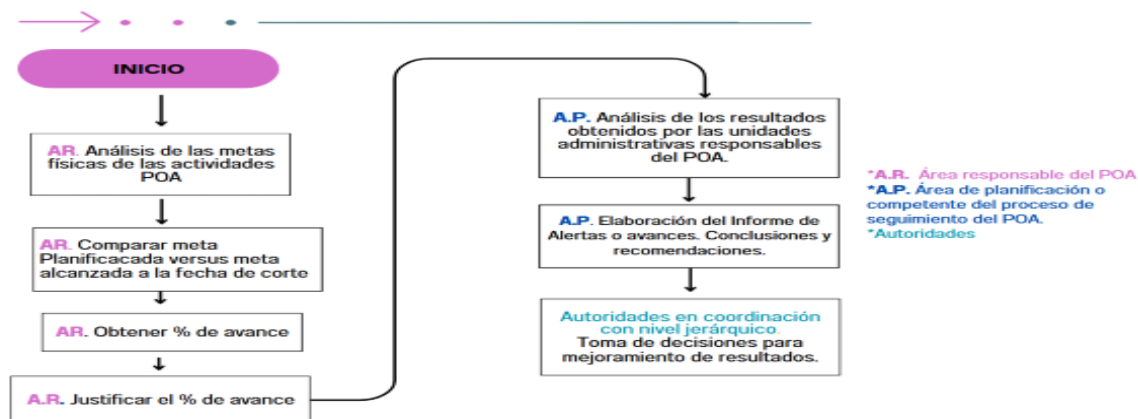 INICIO
AR. Análisis de las metas
físicas de las actividades
POA
AR. Comparar meta
Planificacada versus meta
alcanzada a la fecha de corte
AR. Obtener % de avance
A.R. Justificar el % de avance
A.P. Análisis de los resultados
obtenidos por las unidades
administrativas responsables
del POA.
A.P. Elaboración del Informe de
Alertas o avances. Conclusiones y
recomendaciones.
Autoridades en coordinación
con nivel jerárquico.
Toma de decisiones para
mejoramiento de resultados.
*A.R. Área responsable del POA
*A.P. Área de planificación o
competente del proceso de
seguimiento del POA.
*Autoridades